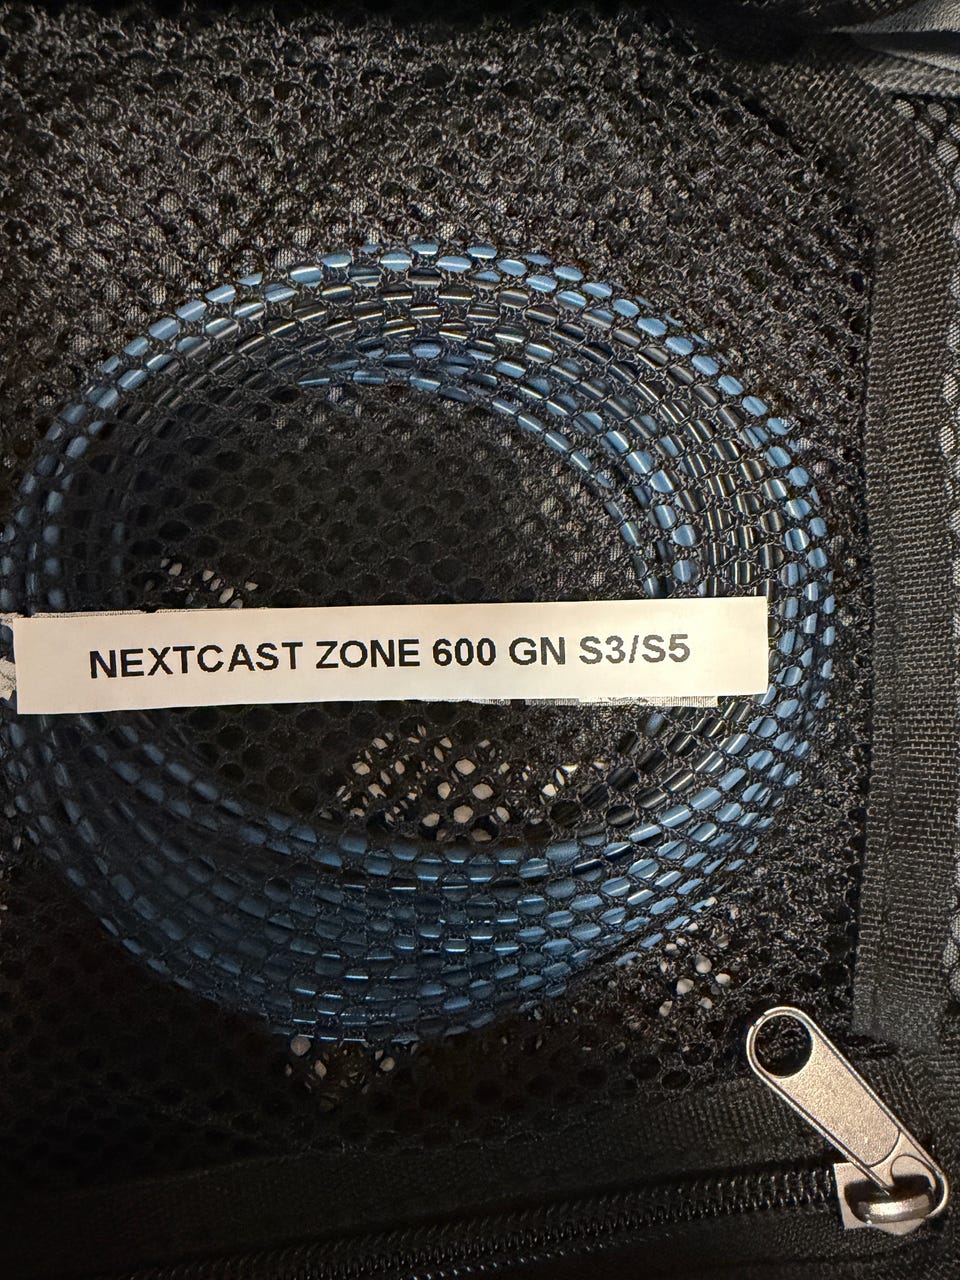 NEXTCAST ZONE 600 GN S3/S5